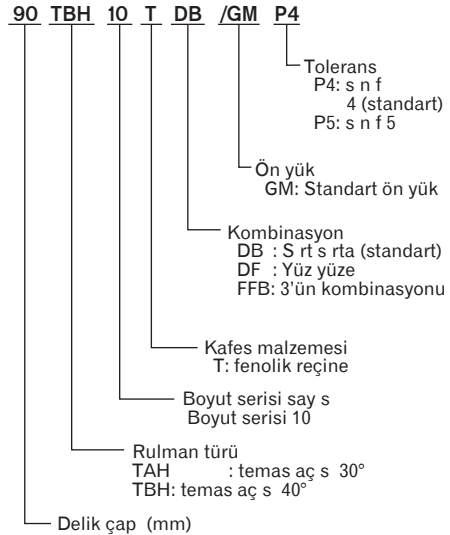 90 TBH 10 T DB /GM P4
Tolerans
P4: s n f
4 (standart)
P5: s n f 5
Ön yük
GM: Standart ön yük
Kombinasyon
DB : S rt s rta (standart)
DF : Yüz yüze
FFB: 3'ün kombinasyonu
Kafes malzemesi
T: fenolik reçine
Boyut serisi say s
Boyut serisi 10
Rulman türü
TAH : temas aç s 30°
TBH: temas aç s 40°
Delik çap (mm)